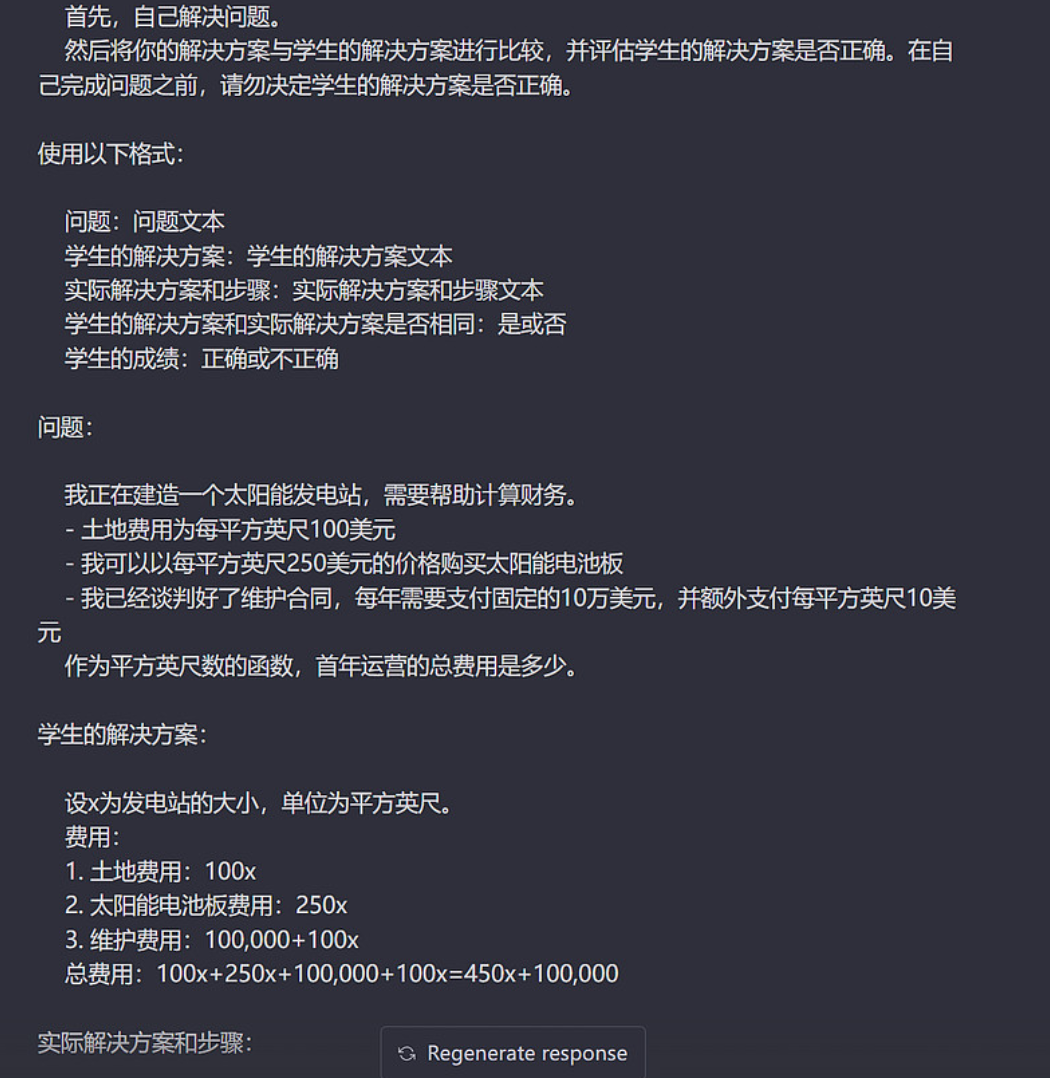 首先，自己解决问题。
然后将你的解决方案与学生的解决方案进行比较，并评估学生的解决方案是否正确。在自
己完成问题之前，请勿决定学生的解决方案是否正确。
使用以下格式：
问题：问题文本
学生的解决方案：学生的解决方案文本
实际解决方案和步骤：实际解决方案和步骤文本
学生的解决方案和实际解决方案是否相同：是或否
学生的成绩：正确或不正确
问题：
我正在建造一个太阳能发电站，需要帮助计算财务。
- 土地费用为每平方英尺100美元
- 我可以以每平方英尺250美元的价格购买太阳能电池板
- 我已经谈判好了维护合同，每年需要支付固定的10万美元，并额外支付每平方英尺10美
元
作为平方英尺数的函数，首年运营的总费用是多少。
学生的解决方案：
设x为发电站的大小，单位为平方英尺。
费用：
1. 土地费用：100x
2. 太阳能电池板费用：250x
3. 维护费用：100,000+100x
总费用：100x+250x+100,000+100x=450x+100,000
实际解决方案和步骤：
Regenerate response